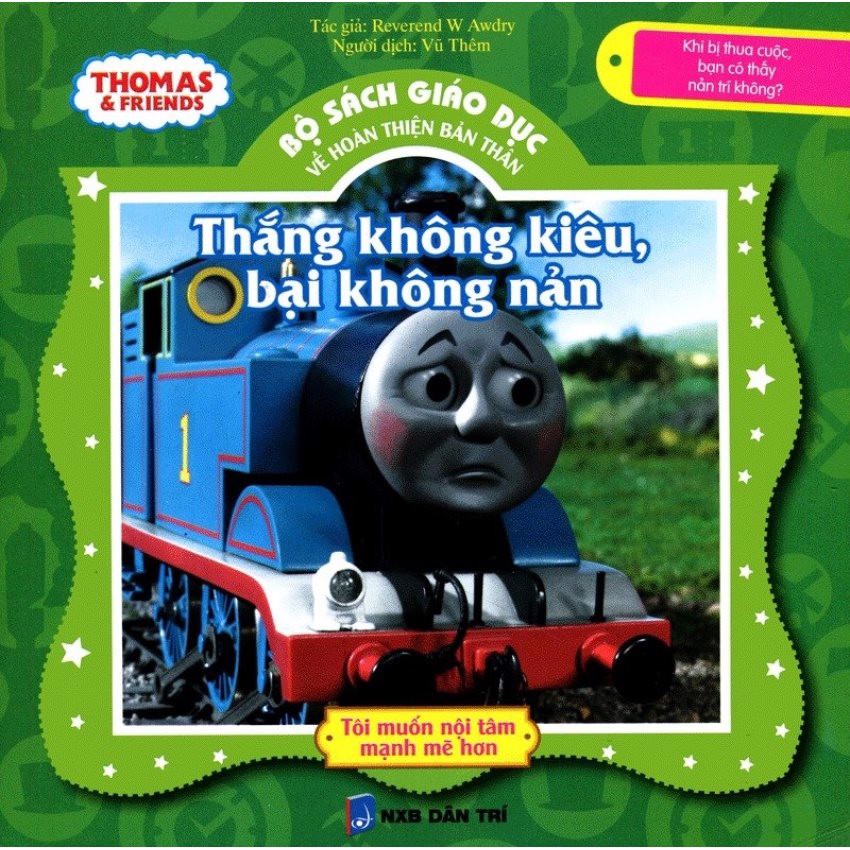 Tác giả: Reverend W Awdry
Người dịch: Vũ Thêm
THOMAS
& FRIENDS
Khi bị thua cuộc,
bạn có thấy
nản trí không?
BỘ SÁCH GIÁO DỤC
VỀ HOÀN THIỆN BẢN THÂN
Thắng không kiêu,
bại không nản
1
Tôi muốn nội tâm
mạnh mẽ hơn
NXB DÂN TRÍ